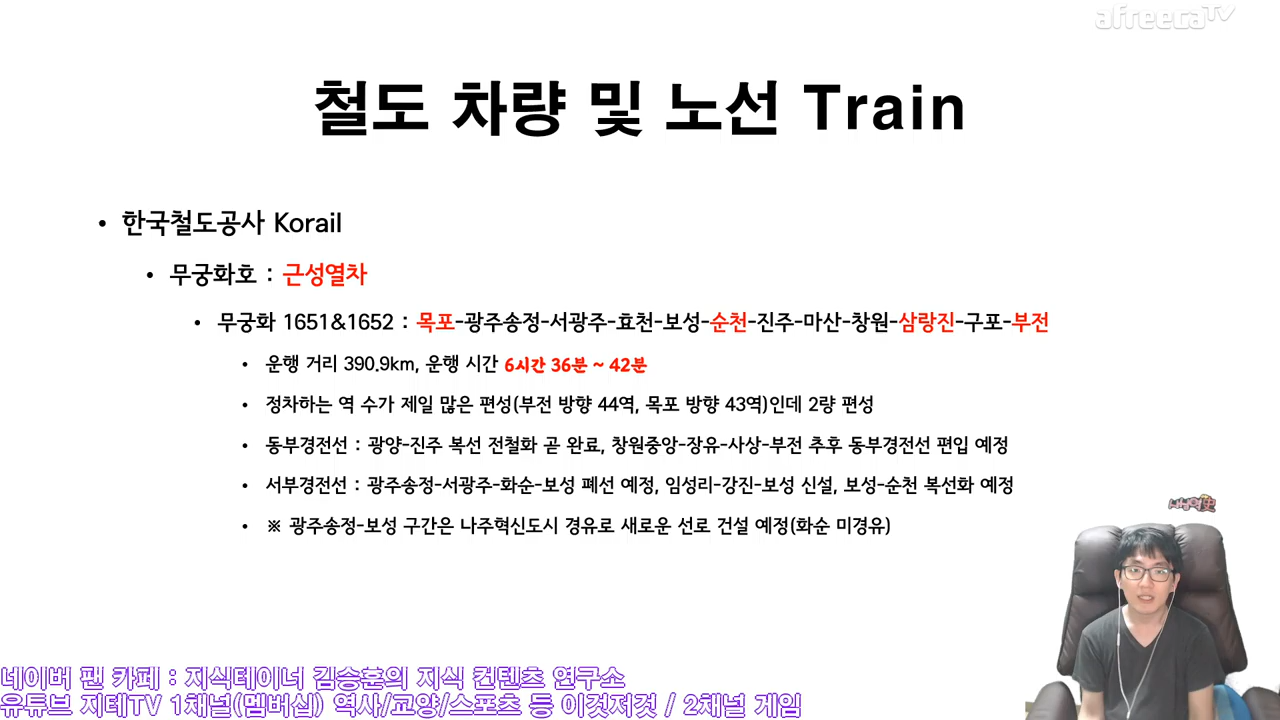 afreecaTV
철도 차량 및 노선 Train
• 한국철도공사 Korail
• 무궁화호 : 근성열차
• 무궁화 1651&1652 : 목포-광주송정-서광주-효천-보성-순천-진주-마산-창원-삼랑진-구포-부전
• 운행 거리 390.9km, 운행 시간 6시간 36분 ~ 42분
• 정차하는 역 수가 제일 많은 편성(부전 방향 44역, 목포 방향 43역)인데 2량 편성
• 동부경전선 : 광양-진주 복선 전철화 곧 완료, 창원중앙-장유-사상-부전 추후 동부경전선 편입 예정
• 서부경전선 : 광주송정-서광주-화순-보성 폐선 예정, 임성리-강진-보성 신설, 보성-순천 복선화 예정
• ※ 광주송정-보성 구간은 나주혁신도시 경유로 새로운 선로 건설 예정(화순 미경유)
네이버 팬 카페 : 지식테이너 김승훈의 지식 컨텐츠 연구소
유튜브 지테TV 1채널(멤버십) 역사/교양/스포츠 등 이것저것 / 2채널 게임